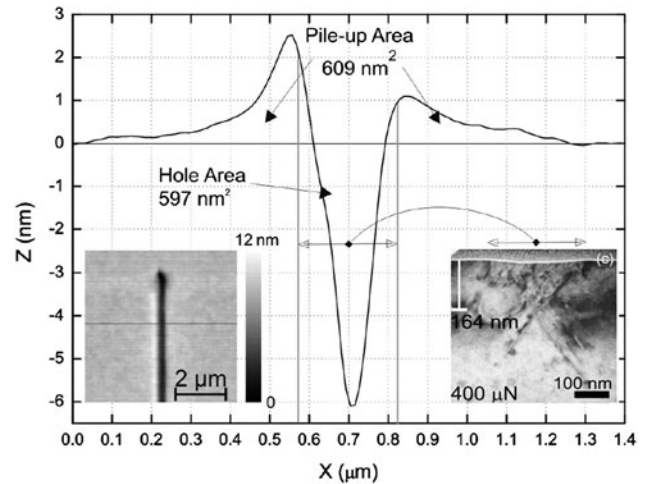 3
2
1
0
-1
-2
-3
-4
-5
-6
Z (nm)
Pile-up Area
609 nm²
Hole Area
597 nm²
12 nm
0
2 µm
(c)
164 nm
400 µN
100 nm
0.0 0.1 0.2 0.3 0.4 0.5 0.6 0.7 0.8 0.9 1.0 1.1 1.2 1.3 1.4
X (µm)